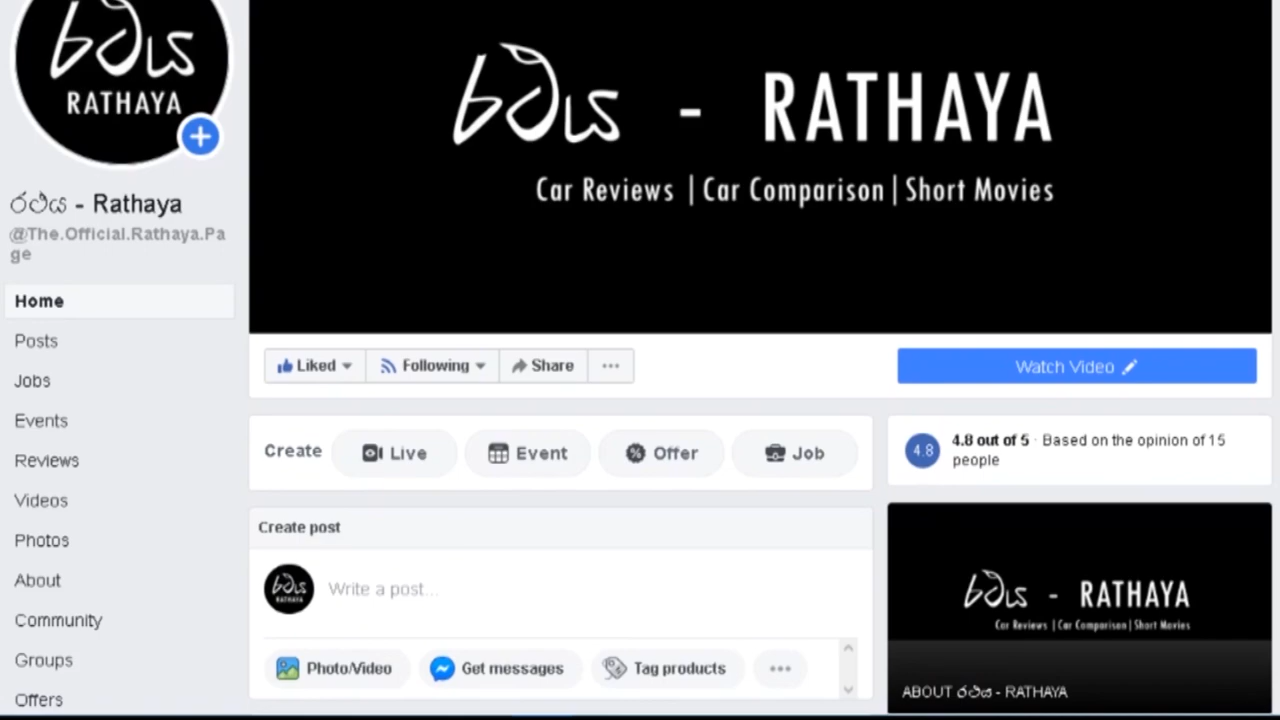 රථය
RATHAYA
රථය - Rathaya
@The.Official.Rathaya.Pa
ge
Home
Posts
Jobs
Events
Reviews
Videos
Photos
About
Community
Groups
Offers
රථය - RATHAYA
Car Reviews | Car Comparison | Short Movies
Liked
Following
Share
Watch Video
Create
Live
Event
Offer
Job
4.8
4.8 out of 5 · Based on the opinion of 15
people
Create post
රථය
RATHAYA
Write a post...
Photo/Video
Get messages
Tag products
රථය - RATHAYA
Car Reviews | Car Comparison | Short Movies
ABOUT රථය - RATHAYA